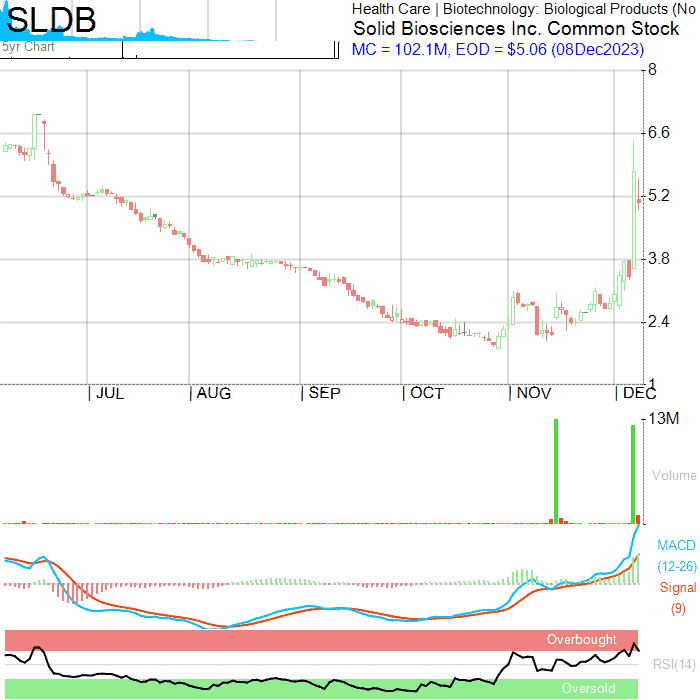 SLDB
5yr Chart
Health Care | Biotechnology: Biological Products (No
Solid Biosciences Inc. Common Stock
MC = 102.1M, EOD = $5.06 (08Dec2023)
8
6.6
5.2
3.8
2.4
1
JUL AUG SEP OCT NOV DEC
13M
Volume
MACD
(12-26)
Signal
(9)
Overbought
RSI(14)
Oversold